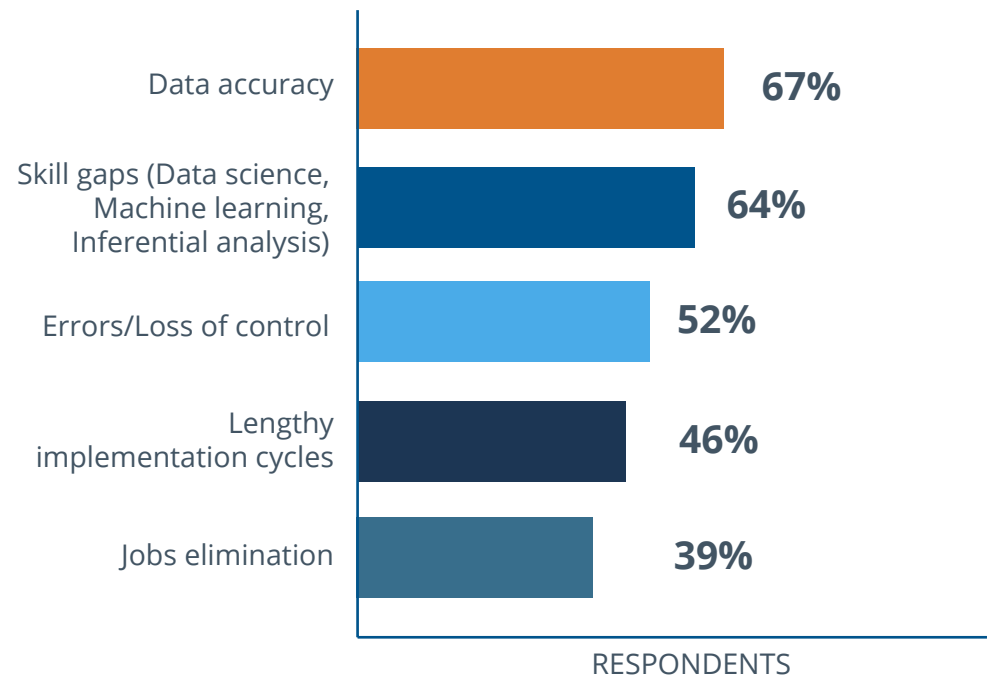 Data accuracy
67%
Skill gaps (Data science,
Machine learning,
Inferential analysis)
64%
Errors/Loss of control
52%
Lengthy
implementation cycles
46%
Jobs elimination
39%
RESPONDENTS